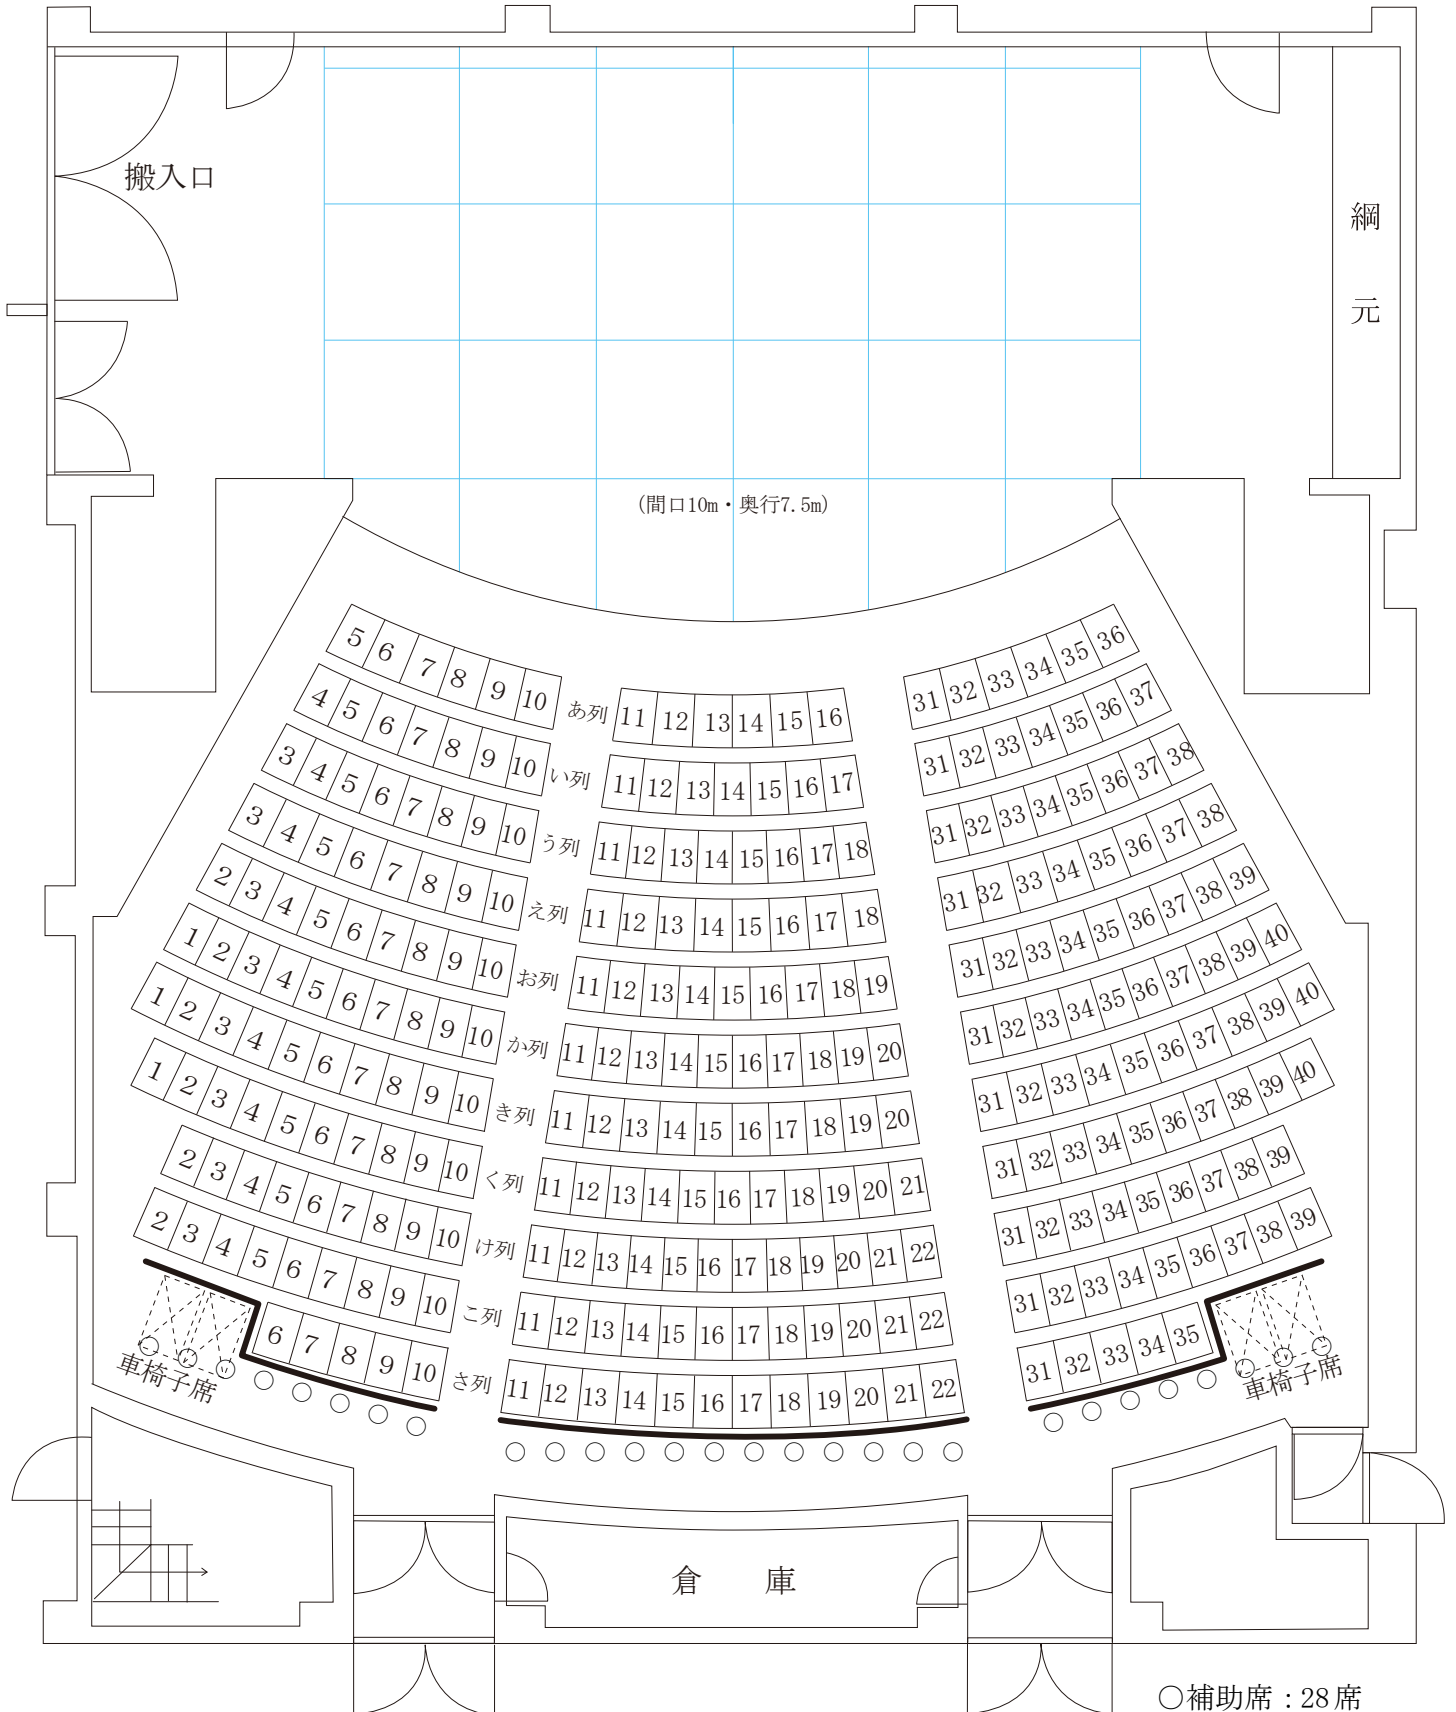 搬入口
綱元
(間口10m・奥行7.5m)
5 6 7 8 9 10 あ列 11 12 13 14 15 16 31 32 33 34 35 36
4 5 6 7 8 9 10 い列 11 12 13 14 15 16 17 31 32 33 34 35 36 37
3 4 5 6 7 8 9 10 う列 11 12 13 14 15 16 17 18 31 32 33 34 35 36 37 38
3 4 5 6 7 8 9 10 え列 11 12 13 14 15 16 17 18 31 32 33 34 35 36 37 38
2 3 4 5 6 7 8 9 10 お列 11 12 13 14 15 16 17 18 19 31 32 33 34 35 36 37 38 39
1 2 3 4 5 6 7 8 9 10 か列 11 12 13 14 15 16 17 18 19 20 31 32 33 34 35 36 37 38 39 40
1 2 3 4 5 6 7 8 9 10 き列 11 12 13 14 15 16 17 18 19 20 31 32 33 34 35 36 37 38 39 40
1 2 3 4 5 6 7 8 9 10 く列 11 12 13 14 15 16 17 18 19 20 21 31 32 33 34 35 36 37 38 39 40
2 3 4 5 6 7 8 9 10 け列 11 12 13 14 15 16 17 18 19 20 21 22 31 32 33 34 35 36 37 38 39
2 3 4 5 6 7 8 9 10 こ列 11 12 13 14 15 16 17 18 19 20 21 22 31 32 33 34 35 36 37 38 39
6 7 8 9 10 さ列 11 12 13 14 15 16 17 18 19 20 21 22 31 32 33 34 35
車椅子席
車椅子席
倉庫
○補助席:28席